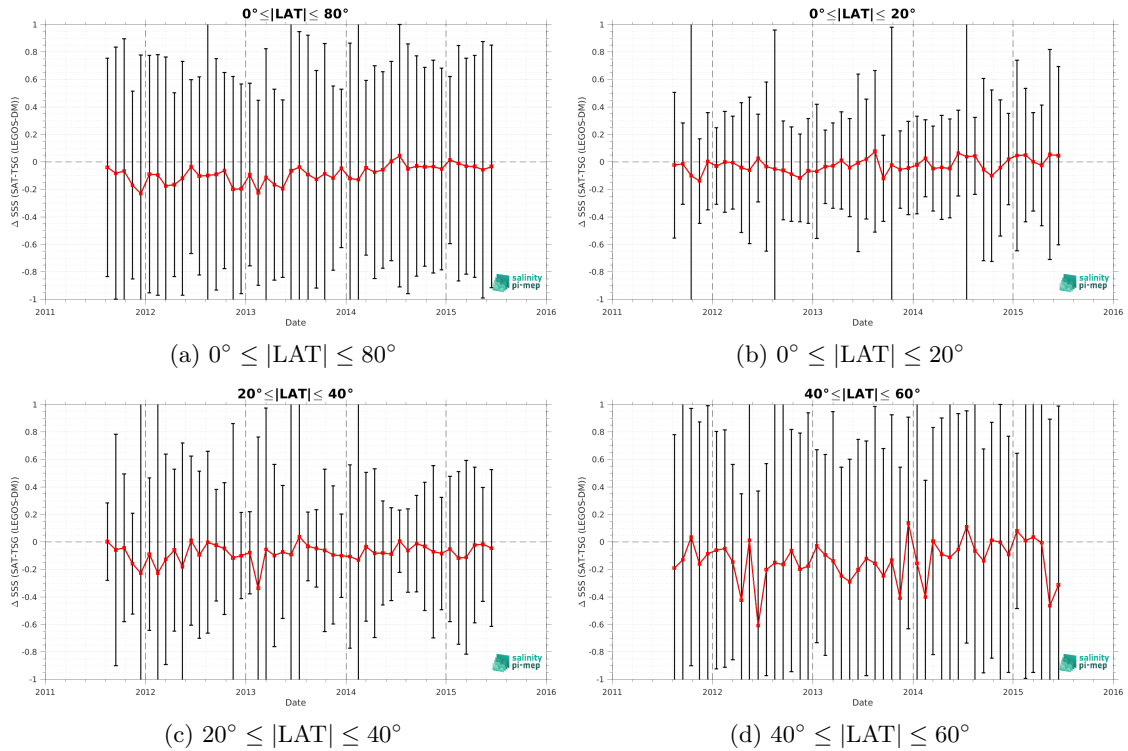 0°≤|LAT|≤ 80°
1
0.8
0.6
0.4
0.2
0
-0.2
-0.4
-0.6
-0.8
-1
Δ SSS (SAT-TSG (LEGOS-DM))
2011 2012 2013 2014 2015 2016
Date
salinity
pi-mep
(a) 0° ≤ |LAT| ≤ 80°
0°≤|LAT|≤ 20°
1
0.8
0.6
0.4
0.2
0
-0.2
-0.4
-0.6
-0.8
-1
Δ SSS (SAT-TSG (LEGOS-DM))
2011 2012 2013 2014 2015 2016
Date
salinity
pi-mep
(b) 0° ≤ |LAT| ≤ 20°
20°≤|LAT|≤ 40°
1
0.8
0.6
0.4
0.2
0
-0.2
-0.4
-0.6
-0.8
-1
Δ SSS (SAT-TSG (LEGOS-DM))
2011 2012 2013 2014 2015 2016
Date
salinity
pi-mep
(c) 20° ≤ |LAT| ≤ 40°
40°≤|LAT|≤ 60°
1
0.8
0.6
0.4
0.2
0
-0.2
-0.4
-0.6
-0.8
-1
Δ SSS (SAT-TSG (LEGOS-DM))
2011 2012 2013 2014 2015 2016
Date
salinity
pi-mep
(d) 40° ≤ |LAT| ≤ 60°